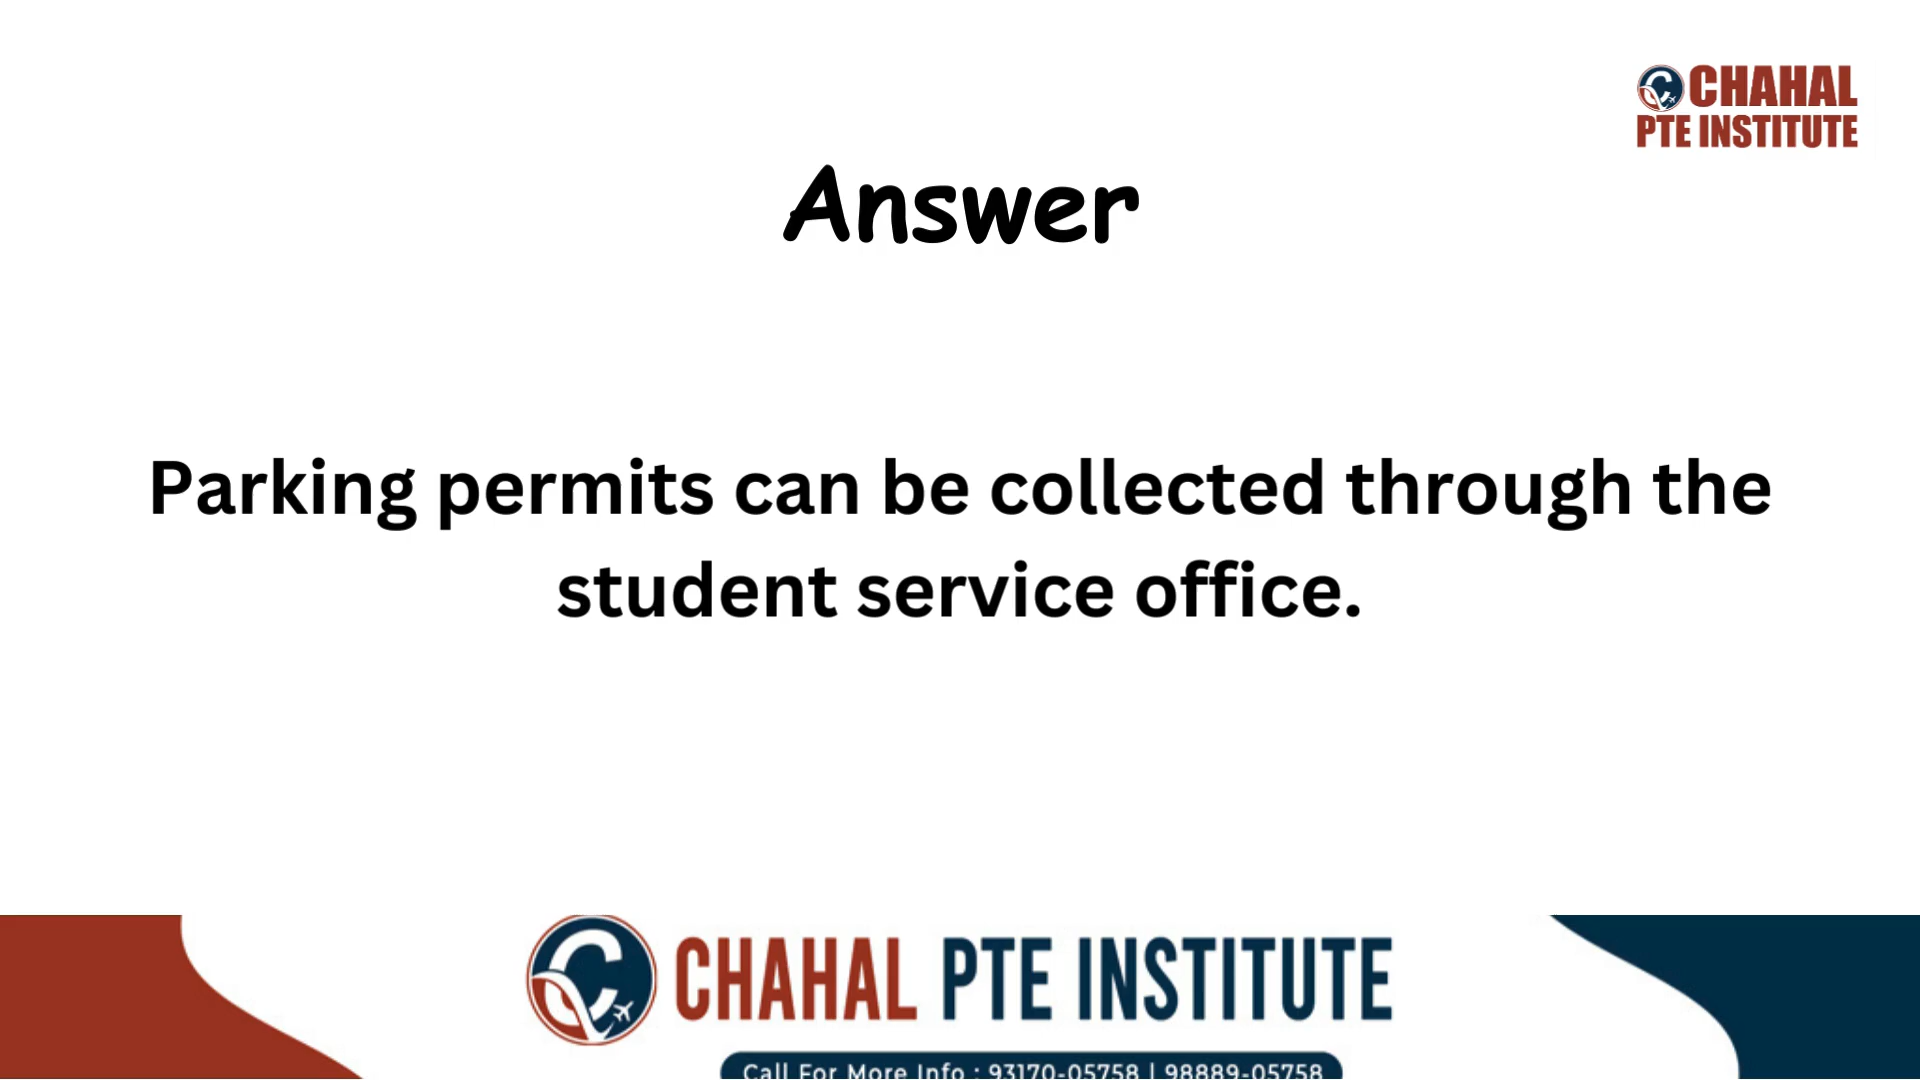 CHAHAL
PTE INSTITUTE
Answer
Parking permits can be collected through the
student service office.
CHAHAL PTE INSTITUTE
Call For More Info : 93170-05758 | 98889-05758